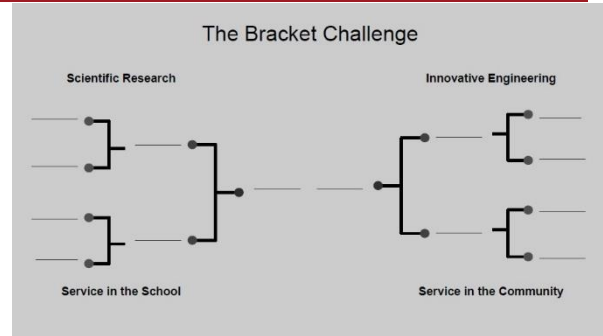 The Bracket Challenge
Scientific Research
Innovative Engineering
Service in the School
Service in the Community